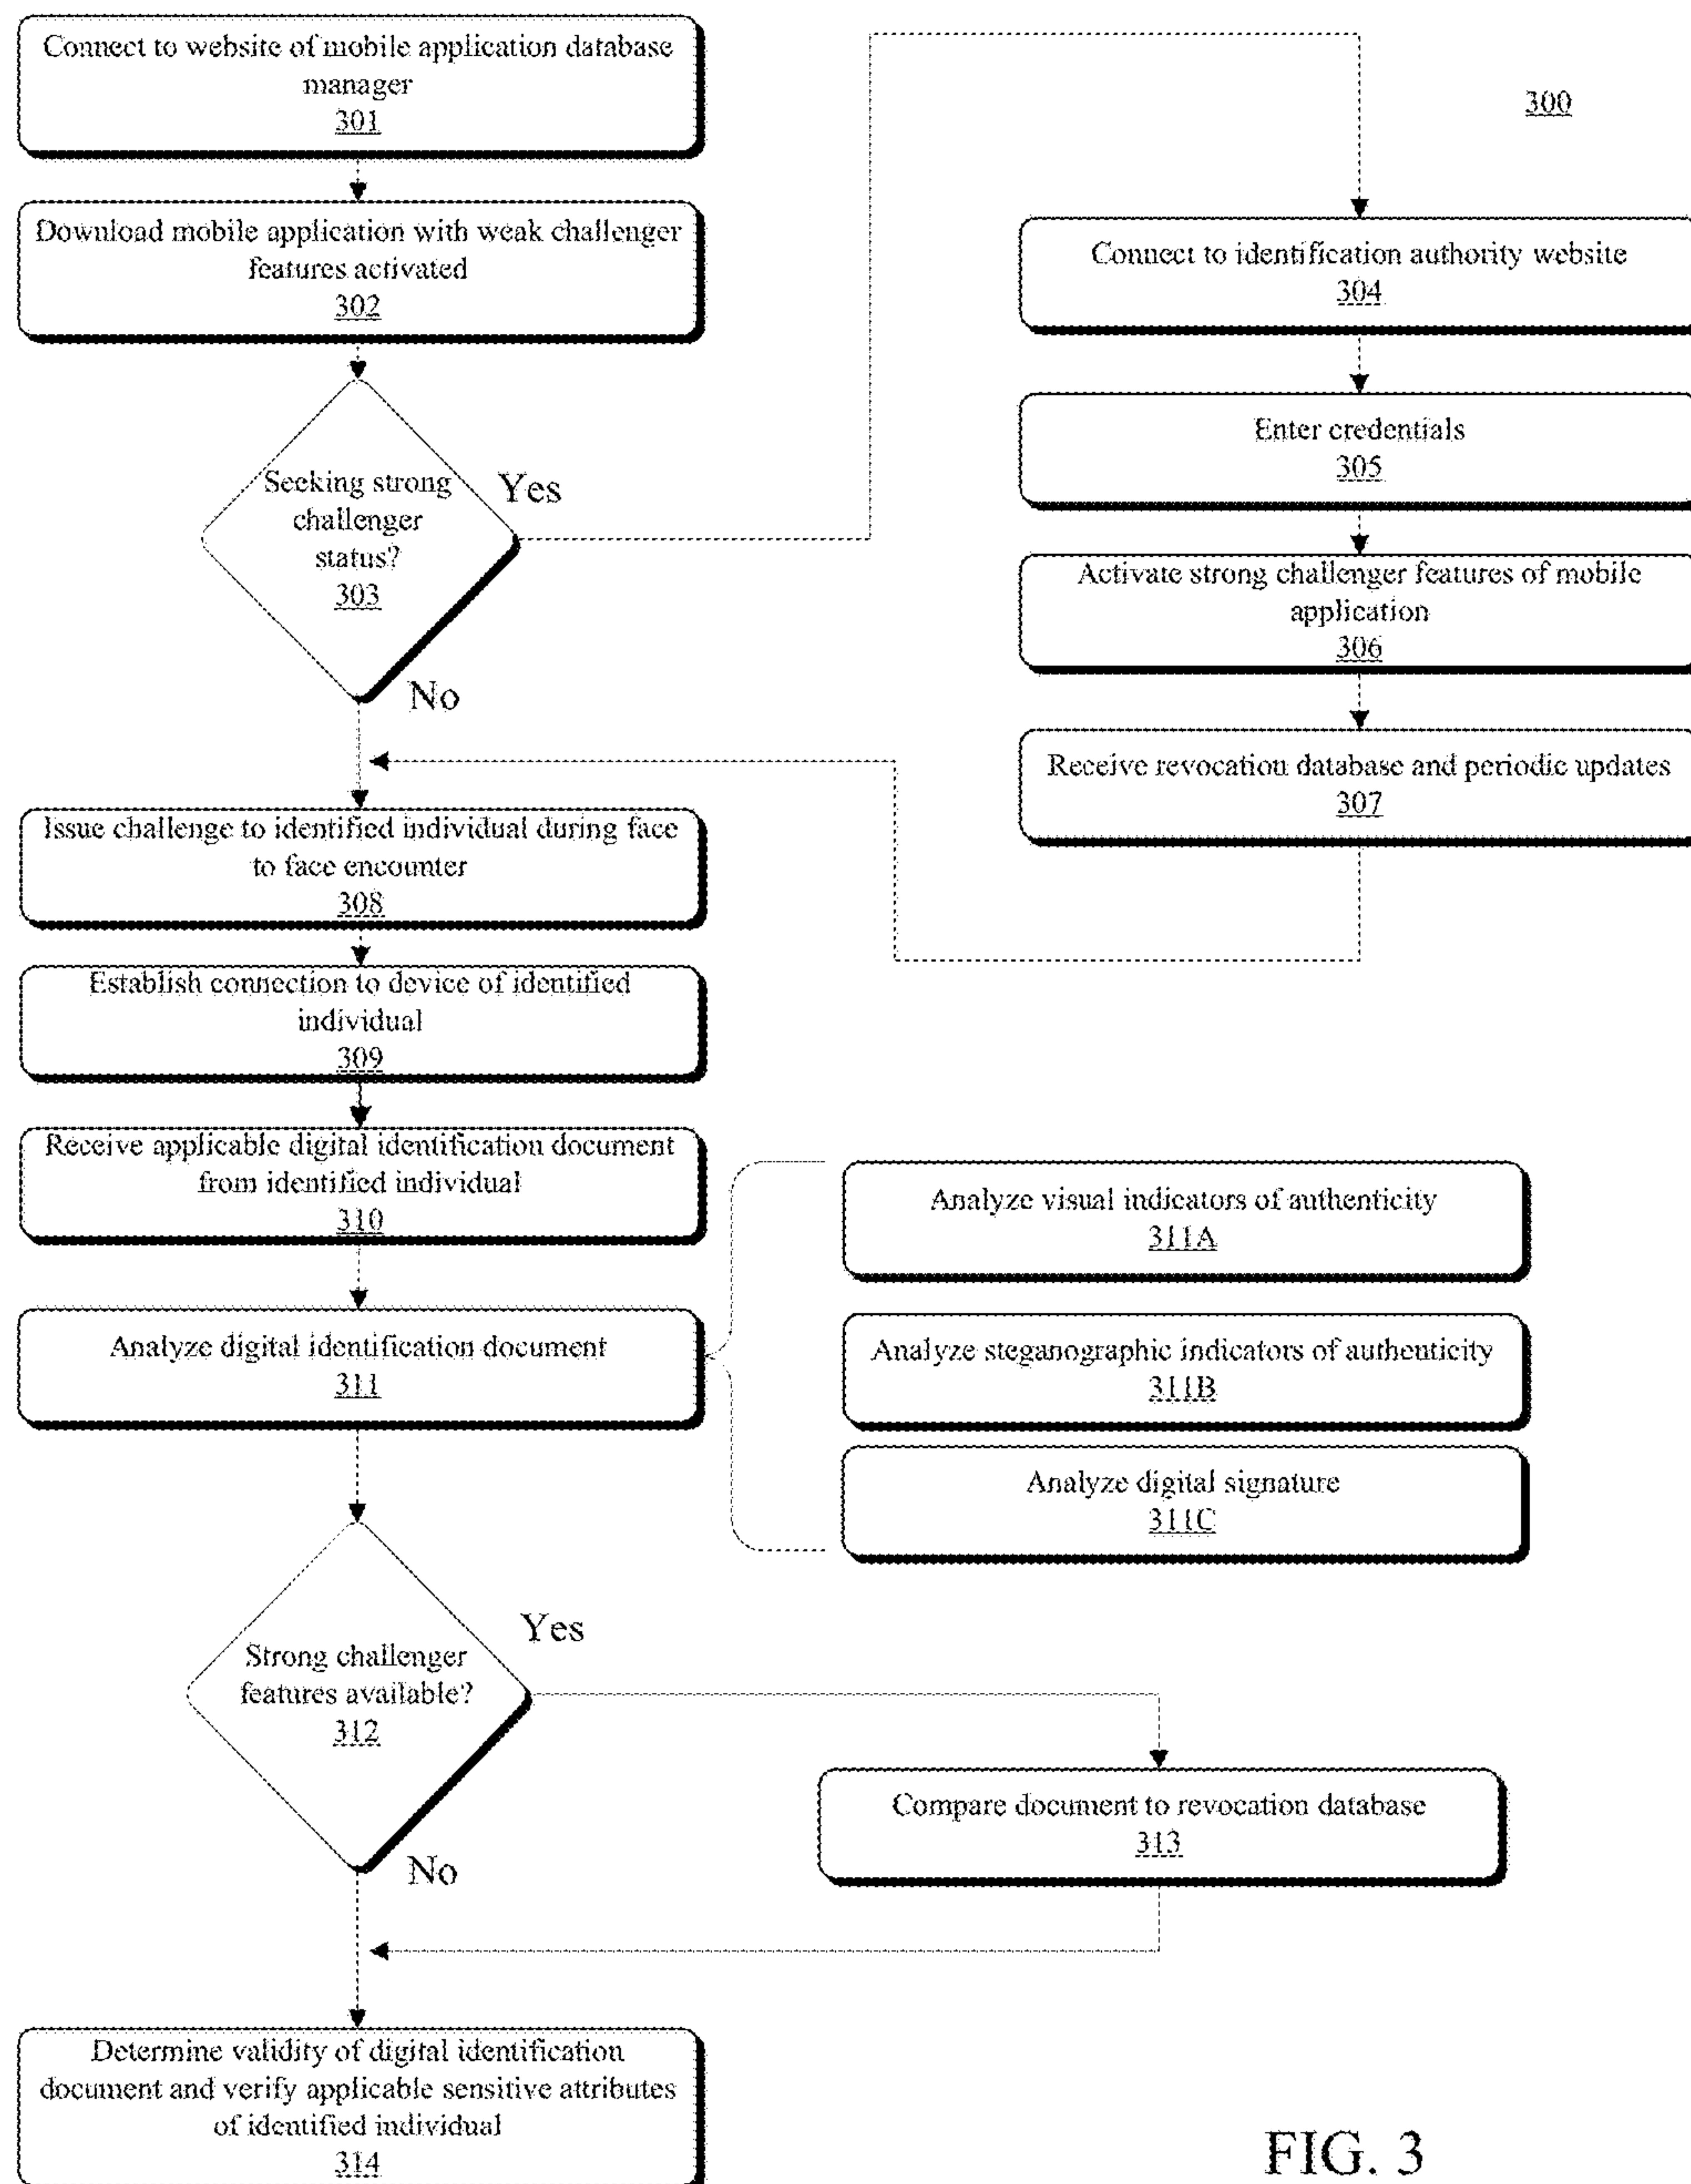 Connect to website of mobile application database
manager
301
300
Download mobile application with weak challenger
features activated
302
Seeking strong
challenger
status?
303
Yes
No
Connect to identification authority website
304
Enter credentials
305
Activate strong challenger features of mobile
application
306
Receive revocation database and periodic updates
307
Issue challenge to identified individual during face
to face encounter
308
Establish connection to device of identified
individual
309
Receive applicable digital identification document
from identified individual
310
Analyze digital identification document
311
Analyze visual indicators of authenticity
311A
Analyze steganographic indicators of authenticity
311B
Analyze digital signature
311C
Strong challenger
features available?
312
Yes
No
Compare document to revocation database
313
Determine validity of digital identification
document and verify applicable sensitive attributes
of identified individual
314
FIG. 3